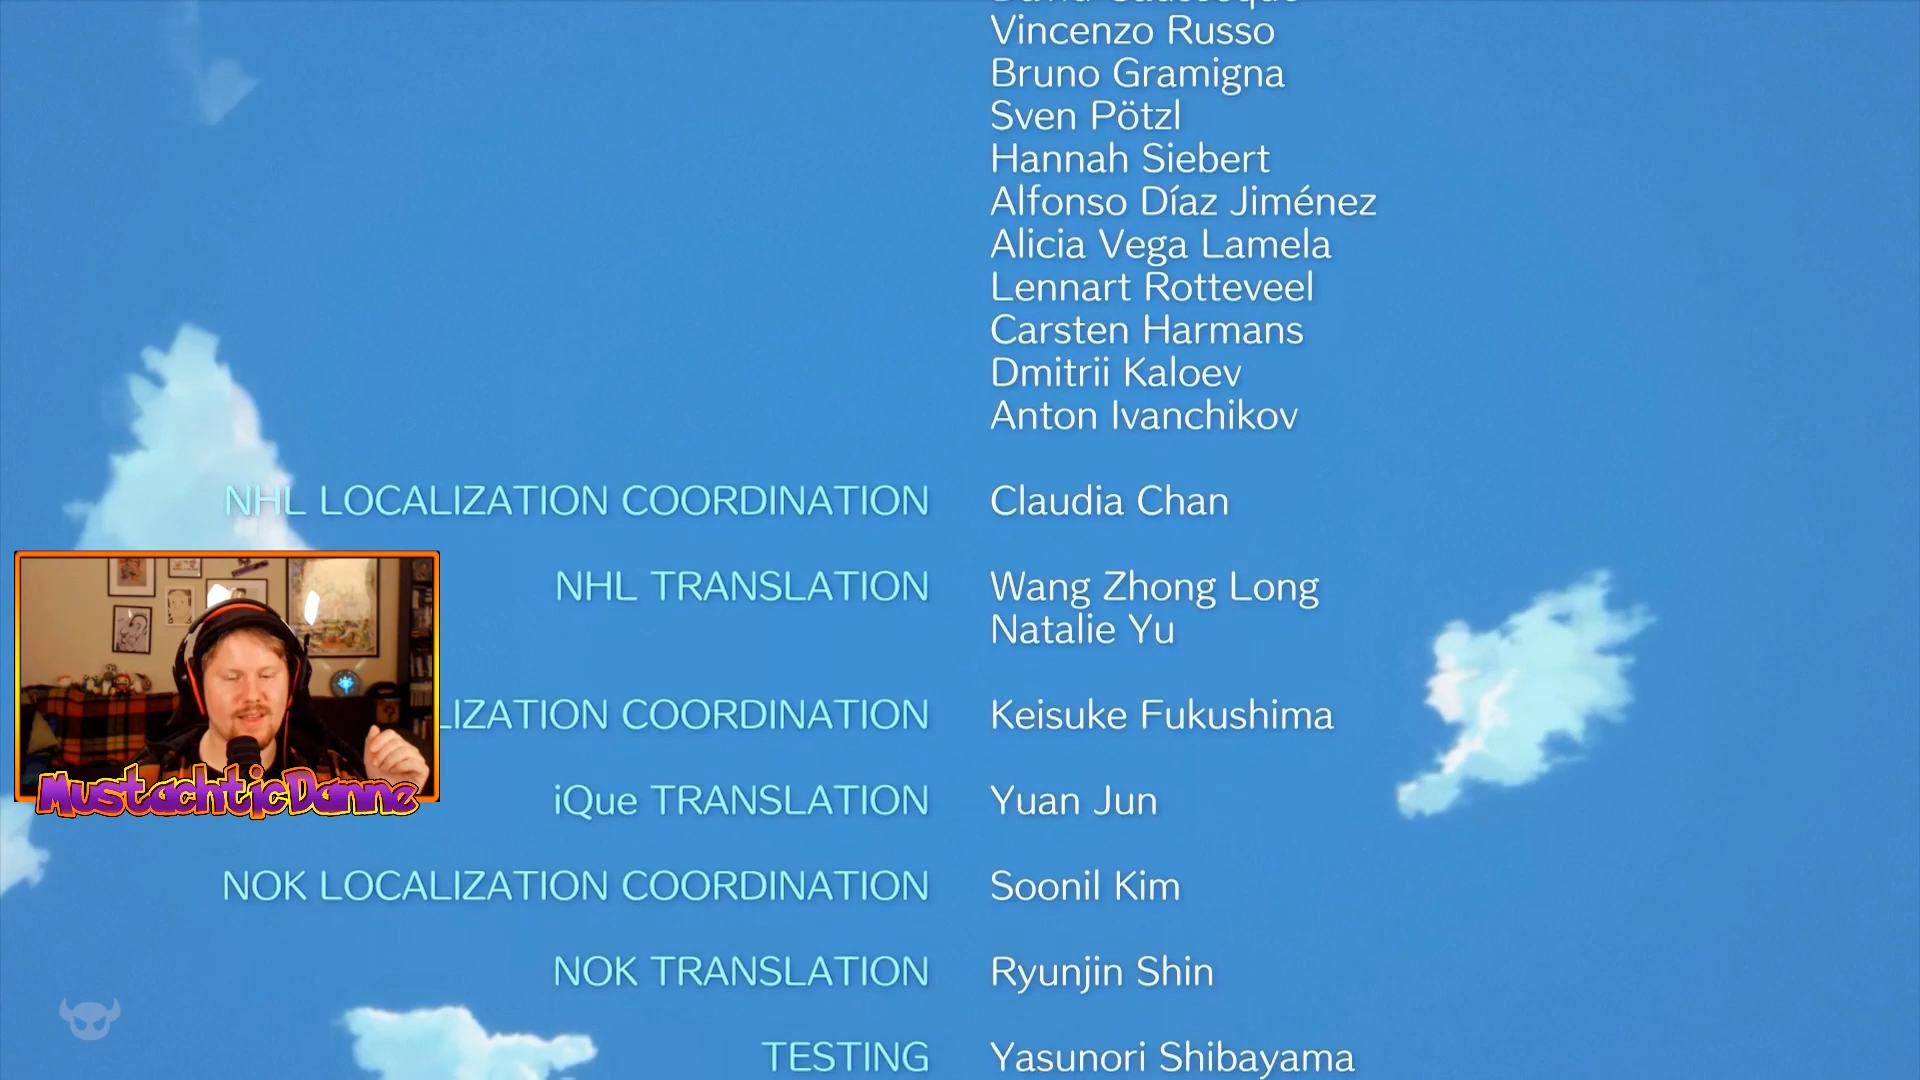 Vincenzo Russo
Bruno Gramigna
Sven Pötzl
Hannah Siebert
Alfonso Díaz Jiménez
Alicia Vega Lamela
Lennart Rotteveel
Carsten Harmans
Dmitrii Kaloev
Anton Ivanchikov
NHL LOCALIZATION COORDINATION Claudia Chan
NHL TRANSLATION Wang Zhong Long
Natalie Yu
COORDINATION Keisuke Fukushima
iQue TRANSLATION Yuan Jun
NOK LOCALIZATION COORDINATION Soonil Kim
NOK TRANSLATION Ryunjin Shin
TESTING Yasunori Shibayama
MustachticDanne